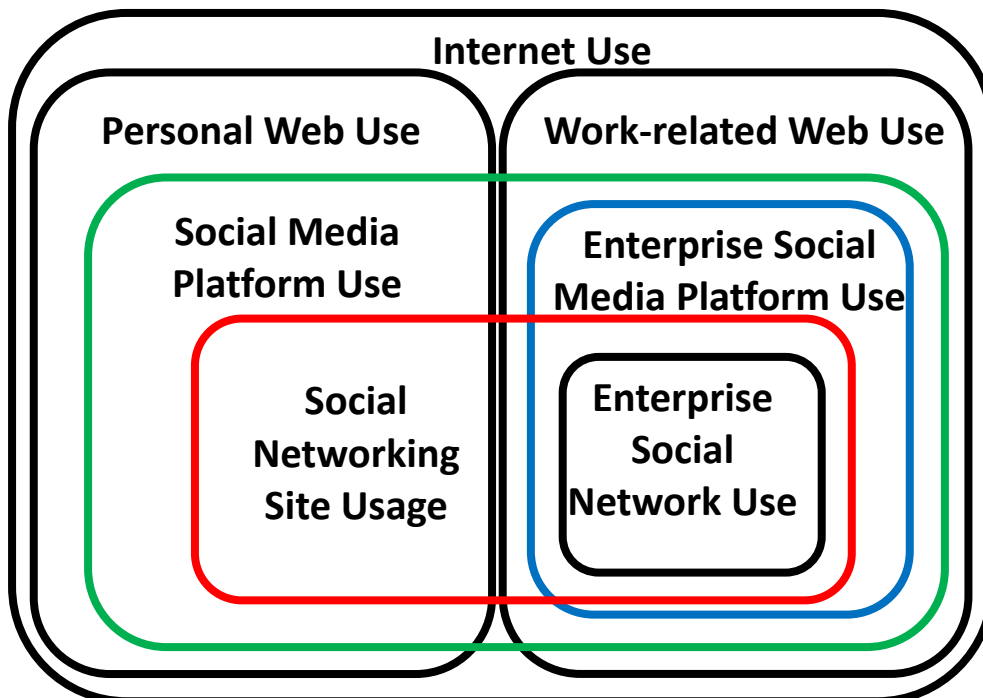 Internet Use
Personal Web Use
Work-related Web Use
Social Media
Platform Use
Enterprise Social
Media Platform Use
Social
Networking
Site Usage
Enterprise
Social
Network Use